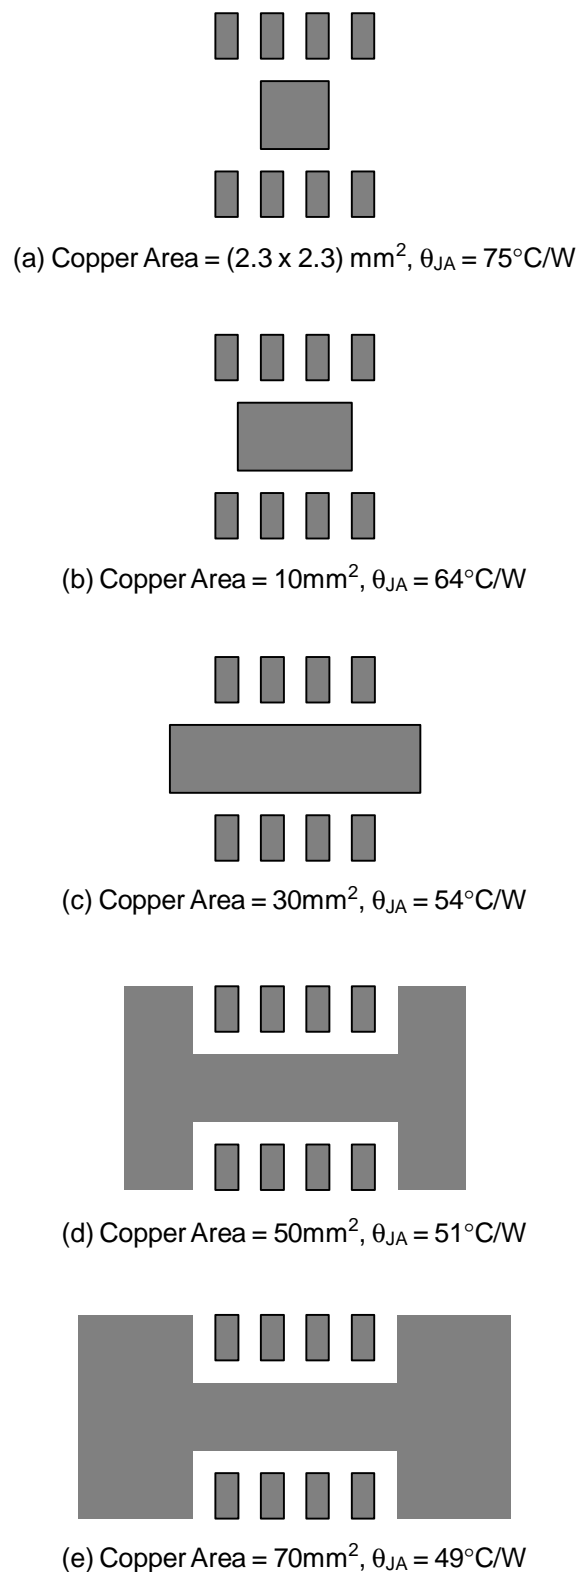 (a) Copper Area = (2.3 x 2.3) mm², θJA = 75°C/W
(b) Copper Area = 10mm², θJA = 64°C/W
(c) Copper Area = 30mm², θJA = 54°C/W
(d) Copper Area = 50mm², θJA = 51°C/W
(e) Copper Area = 70mm², θJA = 49°C/W